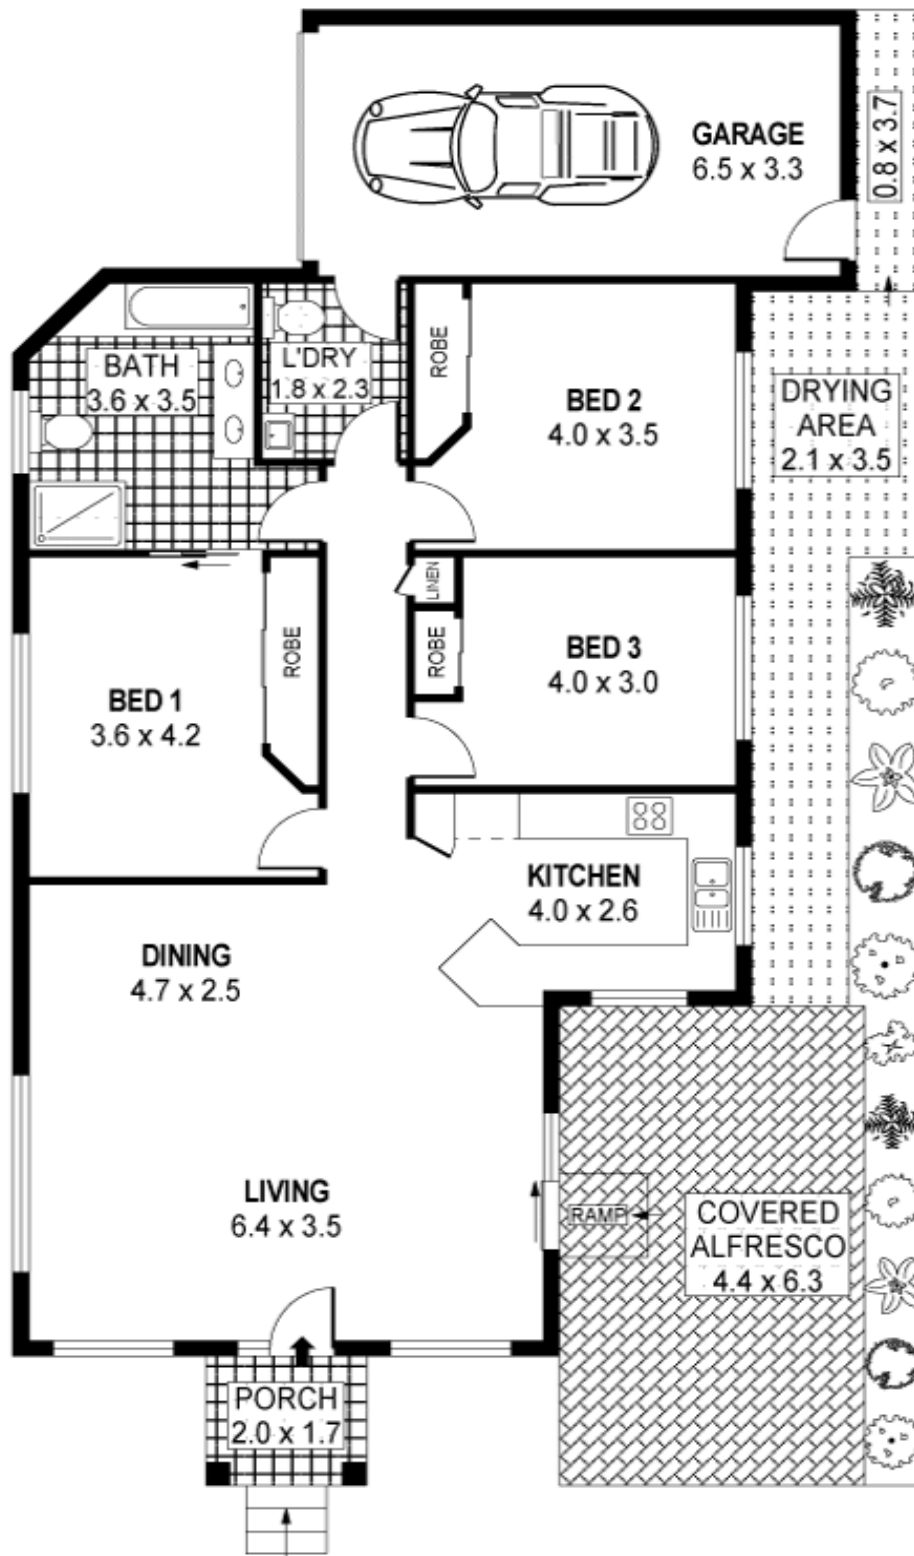 GARAGE
6.5 x 3.3
0.8 x 3.7
BATH
3.6 x 3.5
L'DRY
1.8 x 2.3
ROBE
BED 2
4.0 x 3.5
DRYING
AREA
2.1 x 3.5
LINEN
ROBE
ROBE
BED 3
4.0 x 3.0
BED 1
3.6 x 4.2
KITCHEN
4.0 x 2.6
DINING
4.7 x 2.5
LIVING
6.4 x 3.5
RAMP
COVERED
ALFRESCO
4.4 x 6.3
PORCH
2.0 x 1.7